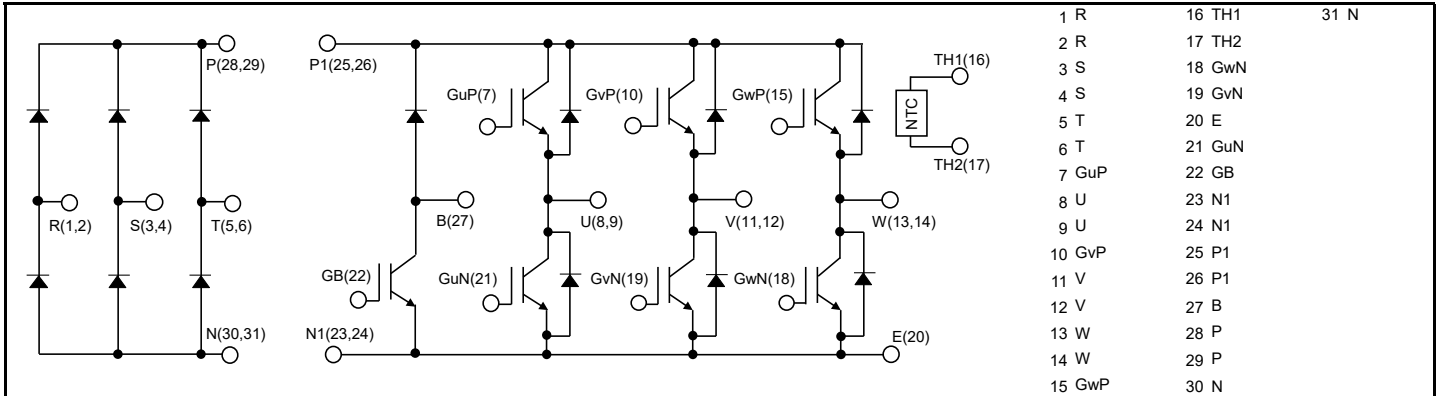 P(28,29)
P1(25,26)
GuP(7)
GvP(10)
GwP(15)
TH1(16)
NTC
TH2(17)
R(1,2)
S(3,4)
T(5,6)
B(27)
U(8,9)
V(11,12)
W(13,14)
GB(22)
GuN(21)
GvN(19)
GwN(18)
N(30,31)
N1(23,24)
E(20)
1 R
2 R
3 S
4 S
5 T
6 T
7 GuP
8 U
9 U
10 GvP
11 V
12 V
13 W
14 W
15 GwP
16 TH1
17 TH2
18 GwN
19 GvN
20 E
21 GuN
22 GB
23 N1
24 N1
25 P1
26 P1
27 B
28 P
29 P
30 N
31 N